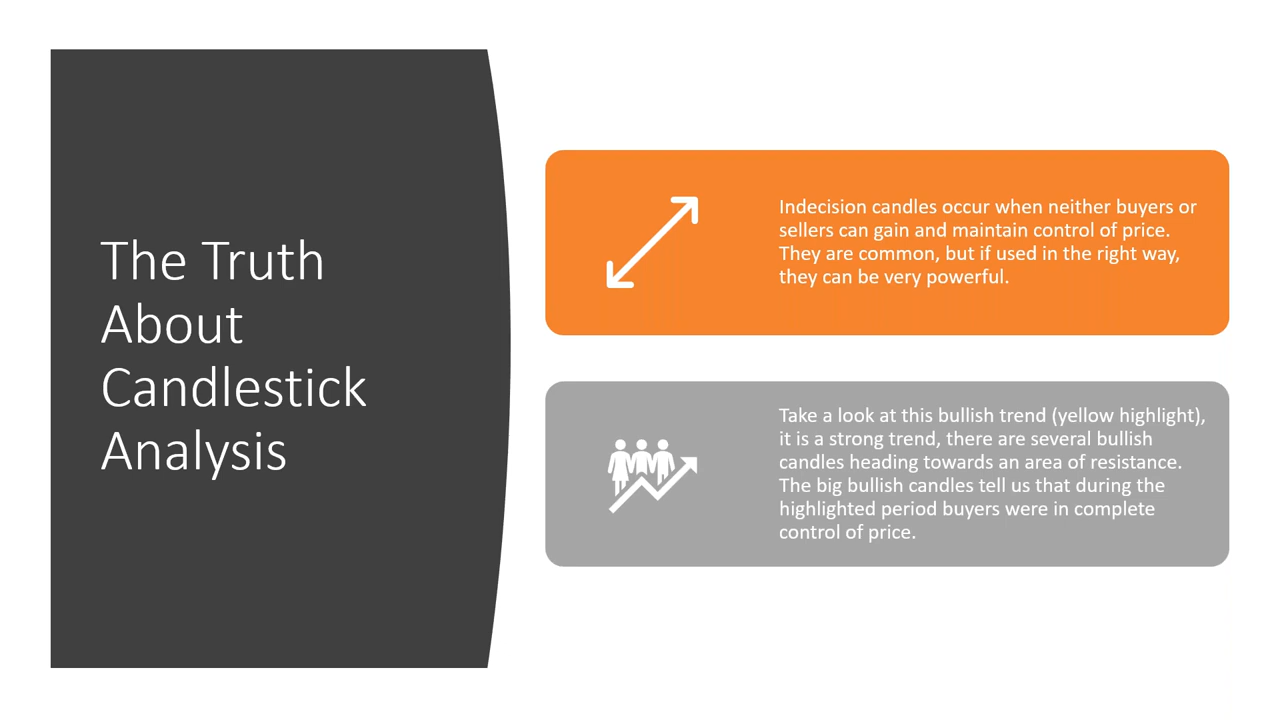 The Truth
About
Candlestick
Analysis
Indecision candles occur when neither buyers or
sellers can gain and maintain control of price.
They are common, but if used in the right way,
they can be very powerful.
Take a look at this bullish trend (yellow highlight),
it is a strong trend, there are several bullish
candles heading towards an area of resistance.
The big bullish candles tell us that during the
highlighted period buyers were in complete
control of price.